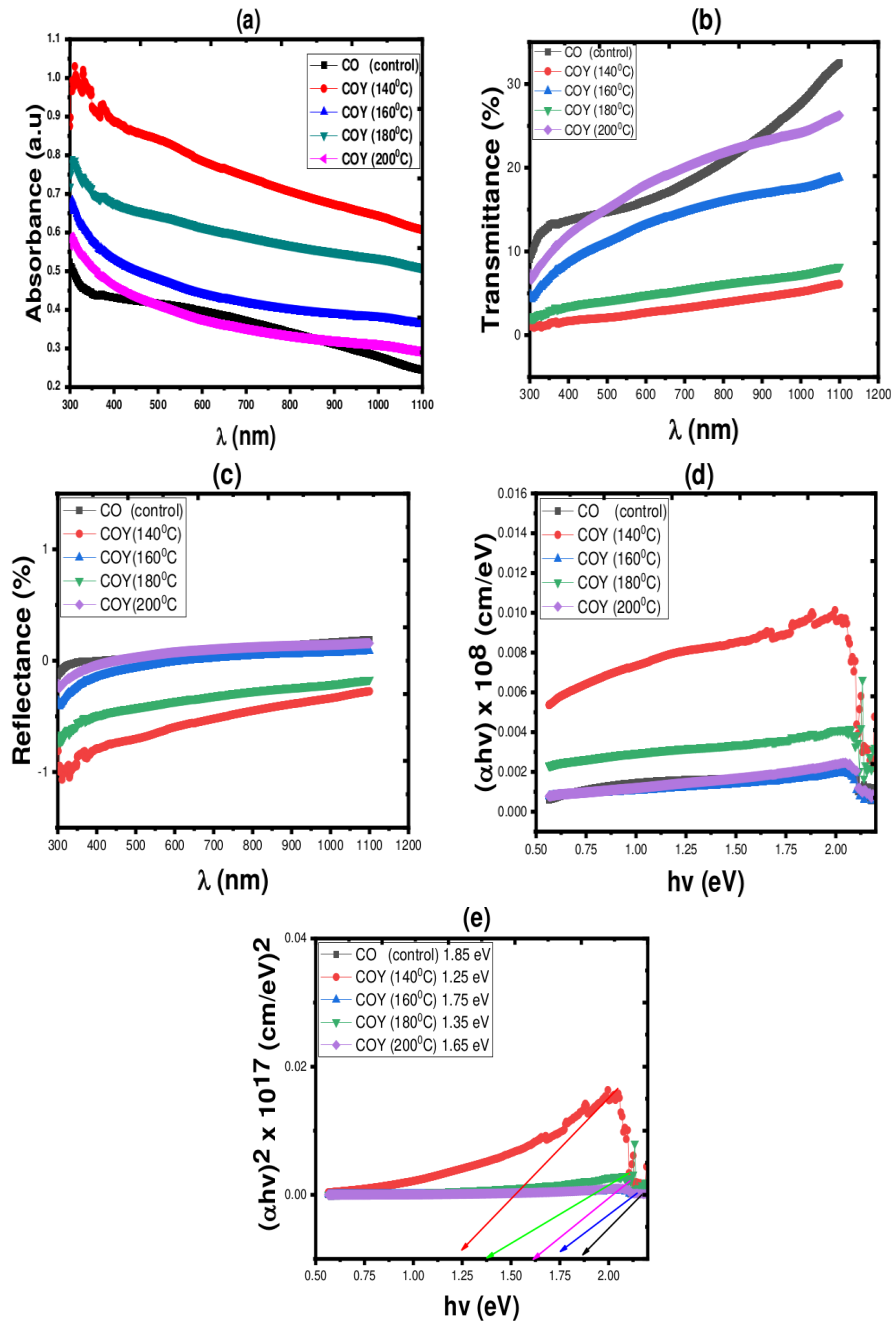 (a)
1.1
1.0
0.9
0.8
0.7
0.6
0.5
0.4
0.3
0.2
Absorbance (a.u)
CO (control)
COY (140⁰C)
COY (160⁰C)
COY (180⁰C)
COY (200⁰C)
300 400 500 600 700 800 900 1000 1100
λ (nm)
(b)
30
20
10
0
Transmittance (%)
CO (control)
COY (140⁰C)
COY (160⁰C)
COY (180⁰C)
COY (200⁰C)
300 400 500 600 700 800 900 1000 1100 1200
λ (nm)
(c)
1
0
-1
Reflectance (%)
CO (control)
COY(140⁰C)
COY(160⁰C
COY(180⁰C
COY(200⁰C
300 400 500 600 700 800 900 1000 1100 1200
λ (nm)
(d)
0.016
0.014
0.012
0.010
0.008
0.006
0.004
0.002
0.000
(αhν) x 10⁸ (cm/eV)
CO (control)
COY (140⁰C)
COY (160⁰C)
COY (180⁰C)
COY (200⁰C)
0.50 0.75 1.00 1.25 1.50 1.75 2.00
hv (eV)
(e)
0.04
0.02
0.00
(αhν)² x 10¹⁷ (cm/eV)²
CO (control) 1.85 eV
COY (140⁰C) 1.25 eV
COY (160⁰C) 1.75 eV
COY (180⁰C) 1.35 eV
COY (200⁰C) 1.65 eV
0.50 0.75 1.00 1.25 1.50 1.75 2.00
hv (eV)